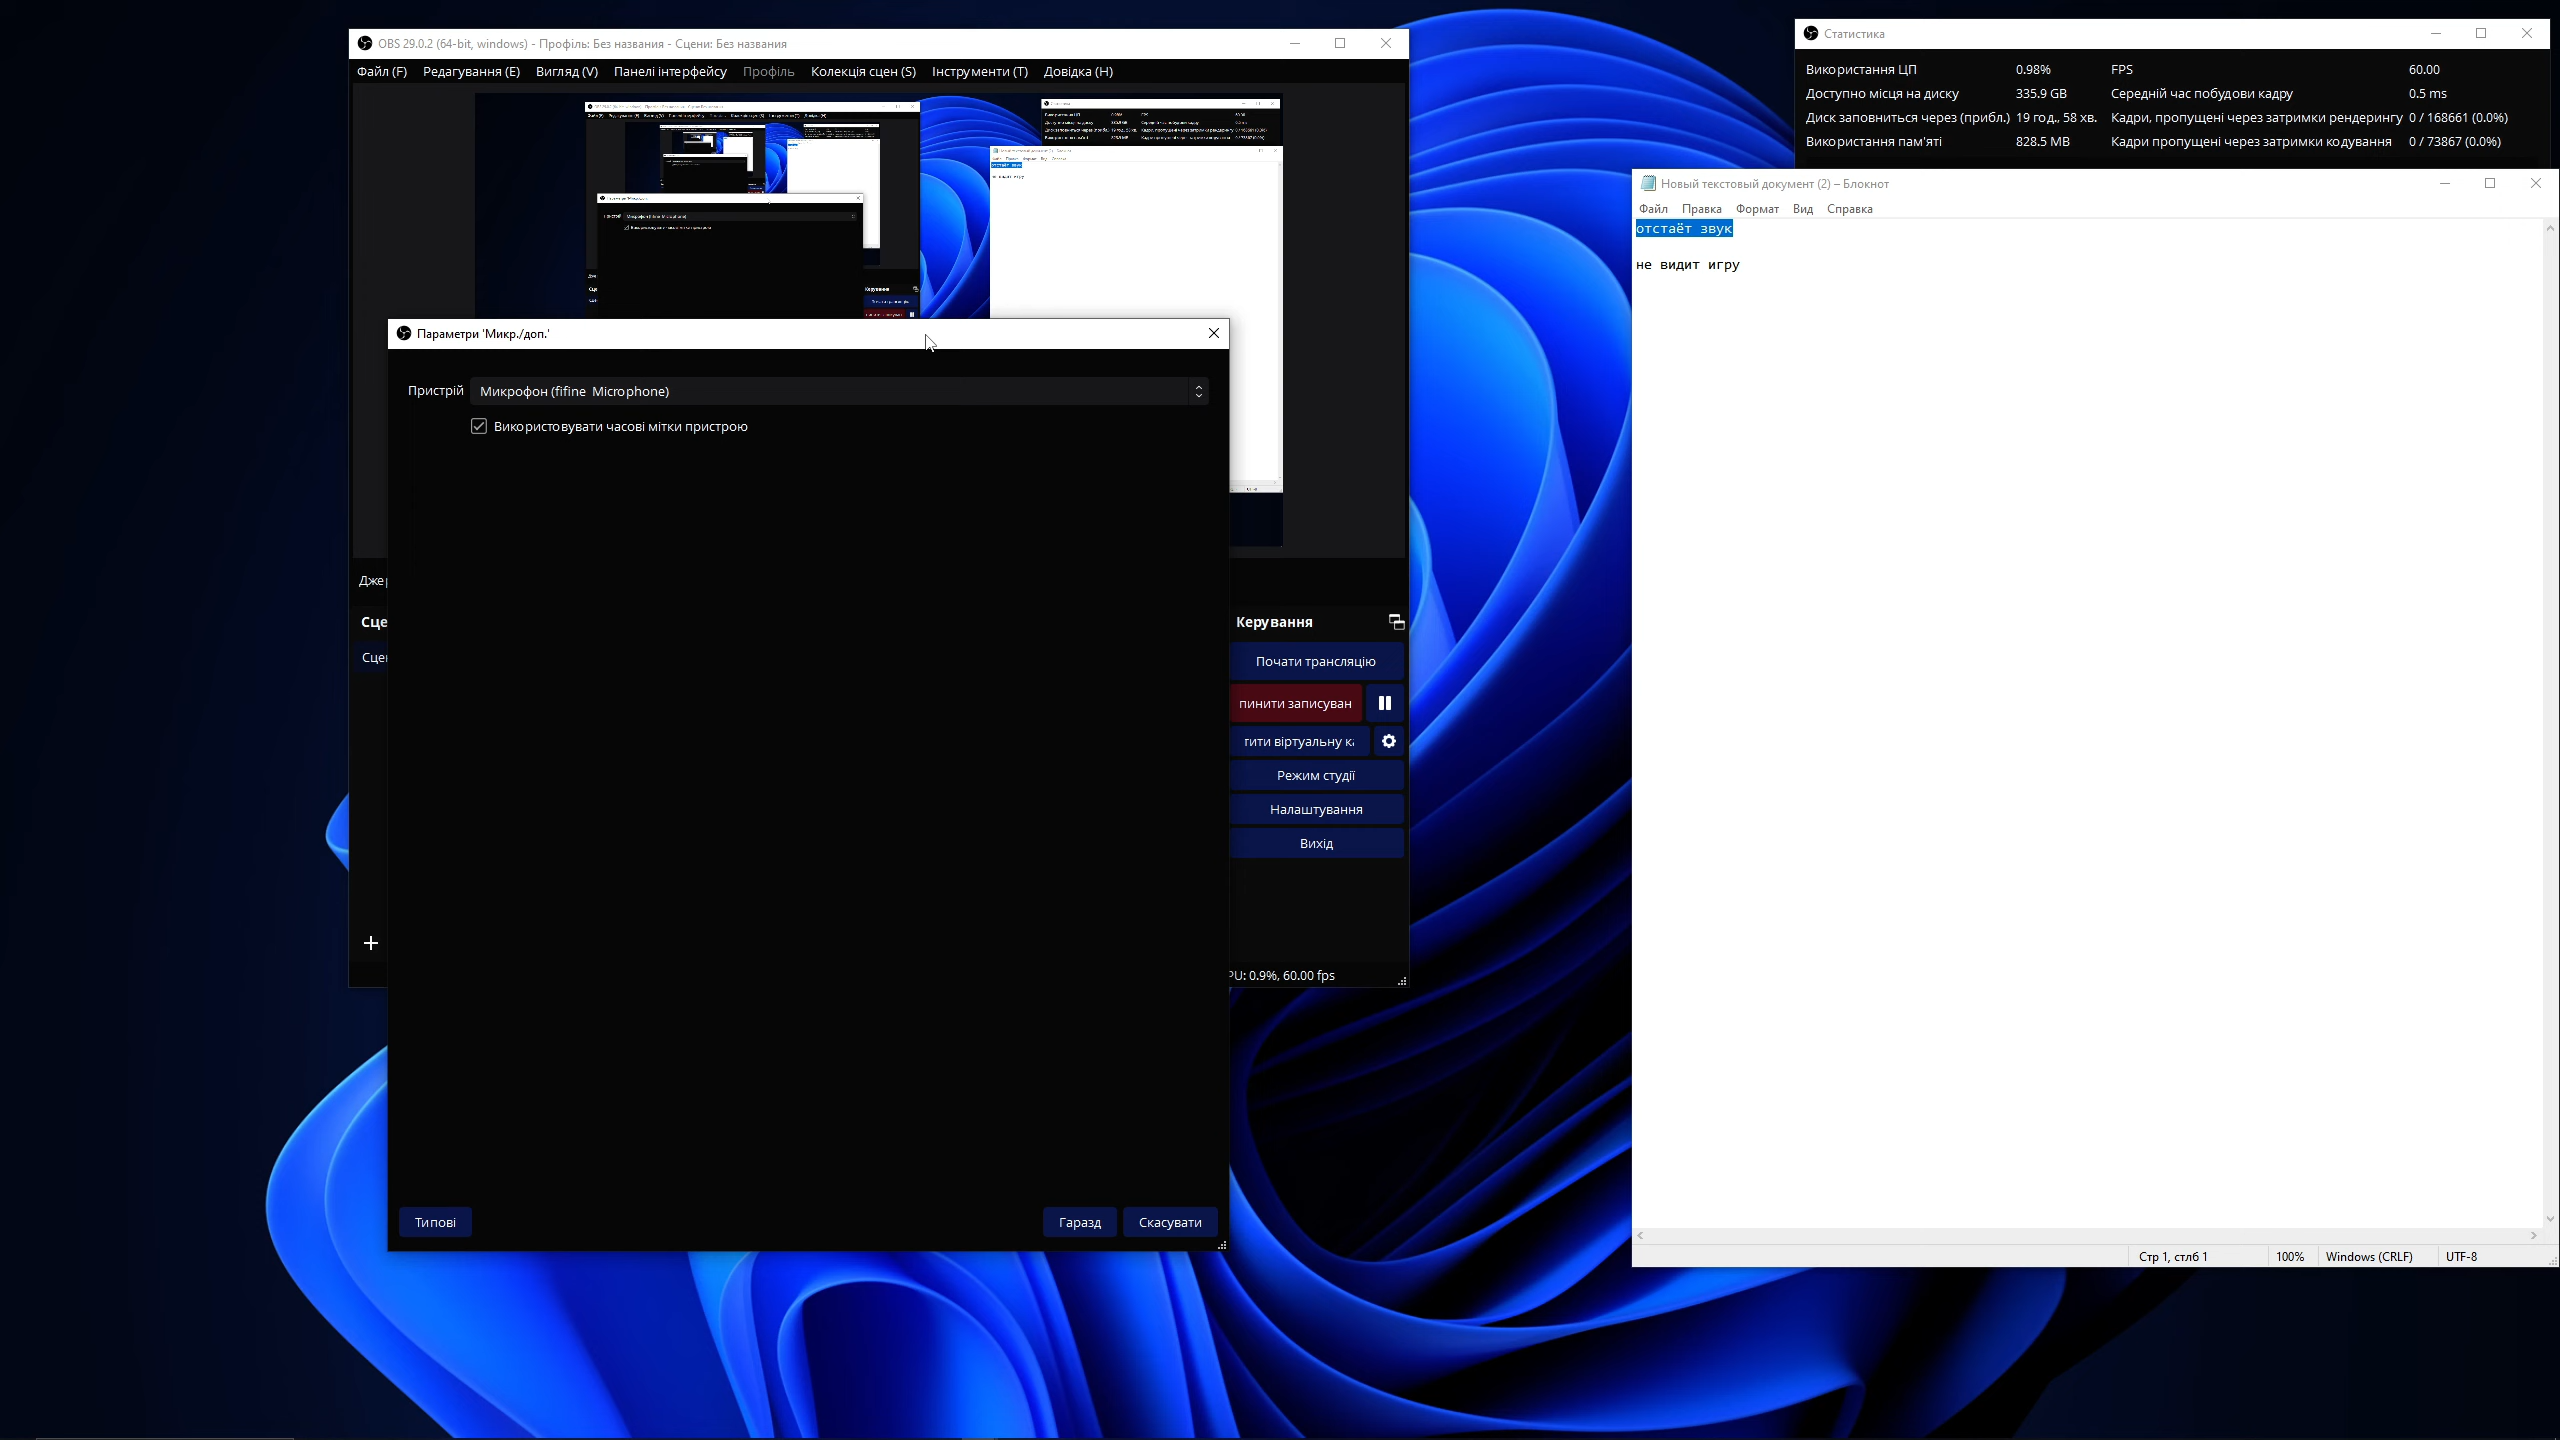 OBS 29.0.2 (64-bit, windows) - Профіль: Без названия - Сцени: Без названия
Файл (F) Редагування (E) Вигляд (V) Панелі інтерфейсу Профіль Колекція сцен (S) Інструменти (T) Довідка (H)
Параметри 'Микр./доп.'
Пристрій Микрофон (fifine Microphone)
Використовувати часові мітки пристрою
Типові
Гаразд
Скасувати
Дже
Сце
Сце
Керування
Почати трансляцію
пинити записуван
тити віртуальну к
Режим студії
Налаштування
Вихід
PU: 0.9%, 60.00 fps
Статистика
Використання ЦП 0.98% FPS 60.00
Доступно місця на диску 335.9 GB Середній час побудови кадру 0.5 ms
Диск заповниться через (прибл.) 19 год., 58 хв. Кадри, пропущені через затримки рендерингу 0 / 168661 (0.0%)
Використання пам'яті 828.5 MB Кадри пропущені через затримки кодування 0 / 73867 (0.0%)
Новый текстовый документ (2) – Блокнот
Файл Правка Формат Вид Справка
отстаёт звук
не видит игру
Стр 1, стлб 1 100% Windows (CRLF) UTF-8